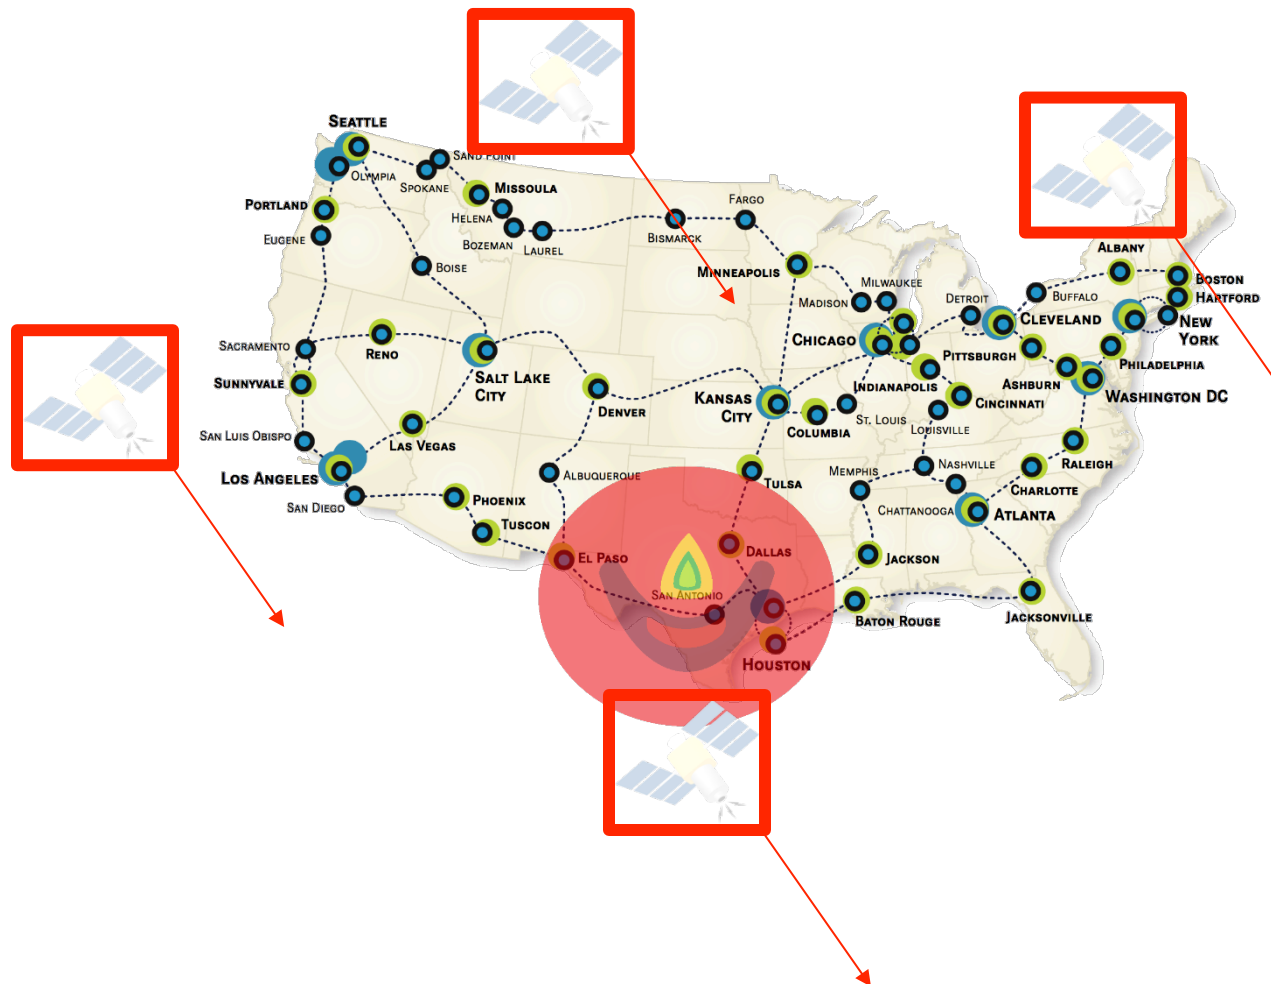 SEATTLE
SAND POINT
OLYMPIA
SPOKANE
MISSOULA
PORTLAND
HELENA
FARGO
EUGENE
BOZEMAN
LAUREL
BISMARCK
ALBANY
BOISE
MINNEAPOLIS
MILWAUKEE
BOSTON
MADISON
DETROIT
BUFFALO
HARTFORD
CLEVELAND
NEW
YORK
SACRAMENTO
RENO
CHICAGO
PITTSBURGH
PHILADELPHIA
SUNNYVALE
SALT LAKE
CITY
INDIANAPOLIS
ASHBURN
WASHINGTON DC
DENVER
KANSAS
CITY
CINCINNATI
COLUMBIA
ST. LOUIS
LOUISVILLE
SAN LUIS OBISPO
LAS VEGAS
LOS ANGELES
ALBUQUERQUE
TULSA
MEMPHIS
NASHVILLE
RALEIGH
SAN DIEGO
PHOENIX
CHARLOTTE
CHATTANOOGA
ATLANTA
TUSCON
EL PASO
DALLAS
JACKSON
SAN ANTONIO
BATON ROUGE
JACKSONVILLE
HOUSTON